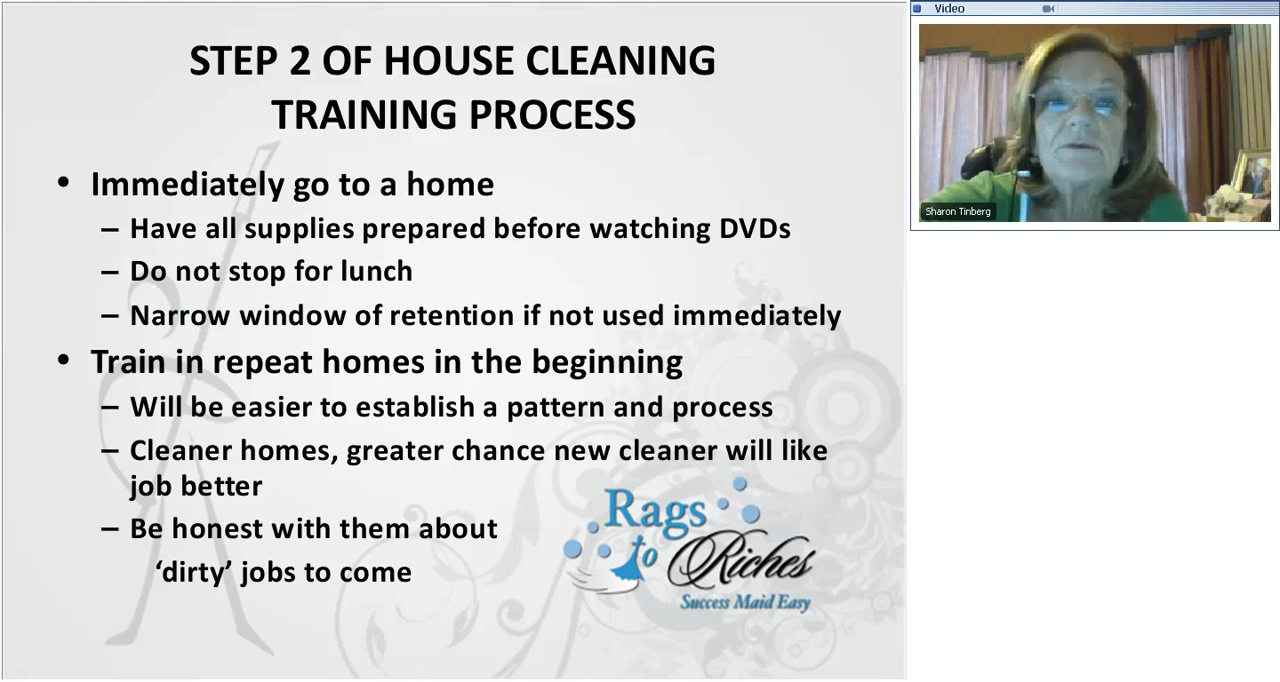 STEP 2 OF HOUSE CLEANING
TRAINING PROCESS
• Immediately go to a home
– Have all supplies prepared before watching DVDs
– Do not stop for lunch
– Narrow window of retention if not used immediately
• Train in repeat homes in the beginning
– Will be easier to establish a pattern and process
– Cleaner homes, greater chance new cleaner will like
job better
– Be honest with them about
‘dirty’ jobs to come
Rags
to Riches
Success Maid Easy
Video
Sharon Tinberg